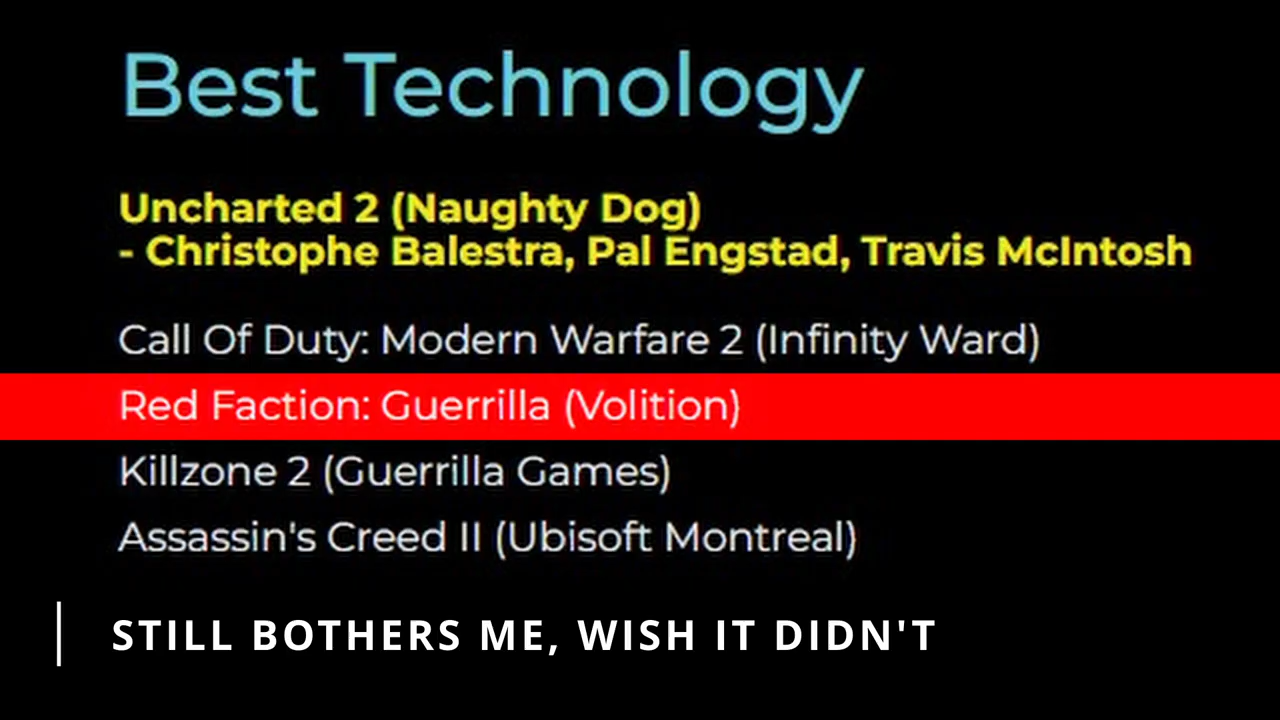 Best Technology
Uncharted 2 (Naughty Dog)
- Christophe Balestra, Pal Engstad, Travis McIntosh
Call Of Duty: Modern Warfare 2 (Infinity Ward)
Red Faction: Guerrilla (Volition)
Killzone 2 (Guerrilla Games)
Assassin's Creed II (Ubisoft Montreal)
STILL BOTHERS ME, WISH IT DIDN'T